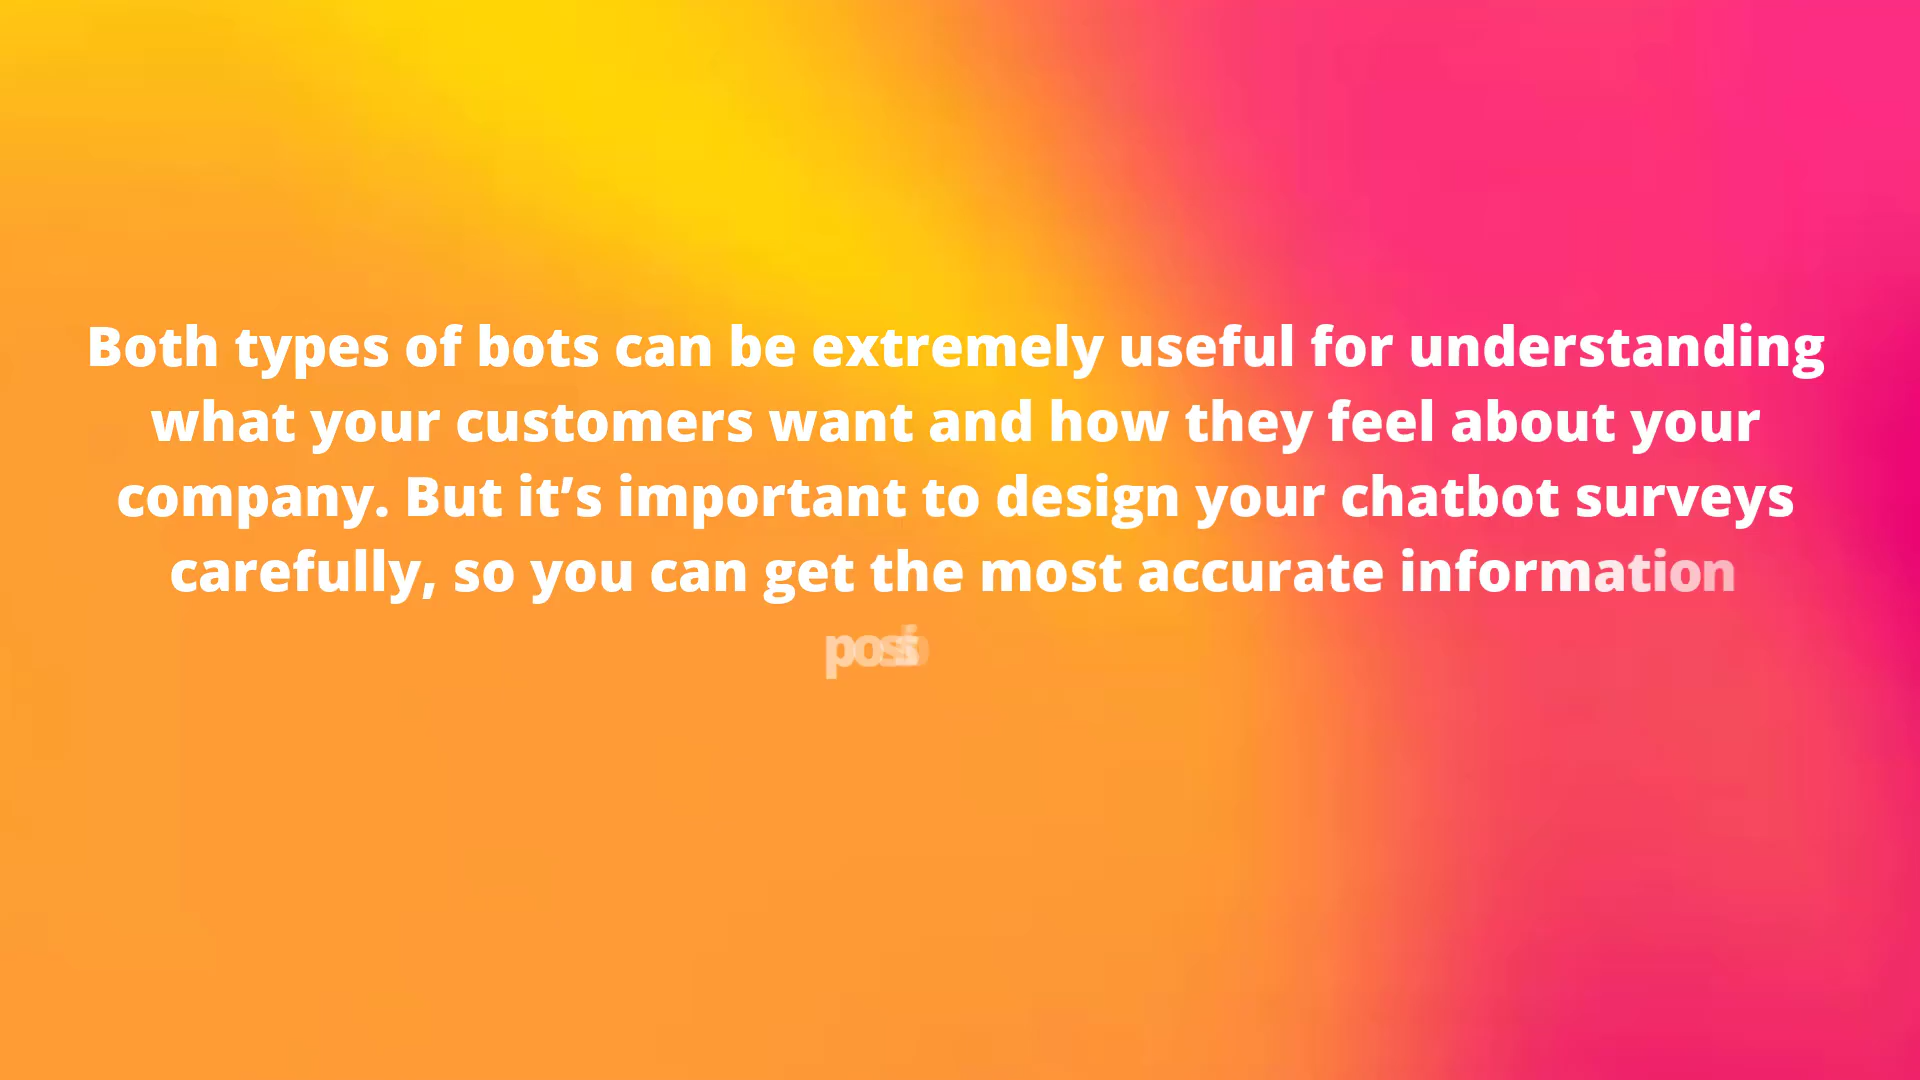 Both types of bots can be extremely useful for understanding
what your customers want and how they feel about your
company. But it’s important to design your chatbot surveys
carefully, so you can get the most accurate information